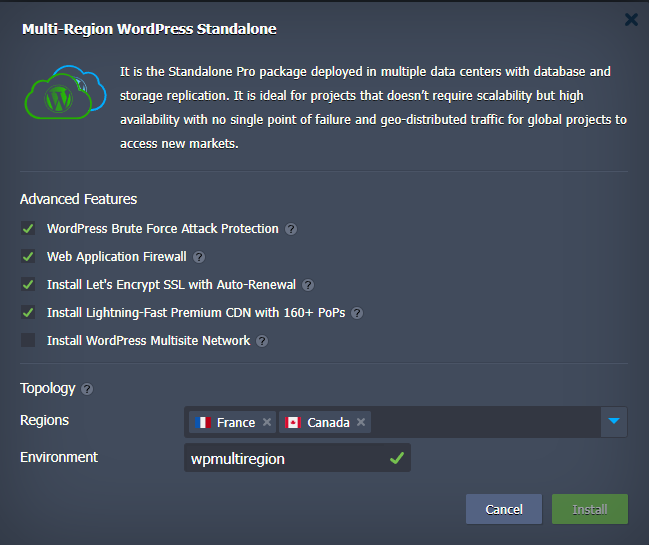 Multi-Region WordPress Standalone
It is the Standalone Pro package deployed in multiple data centers with database and
storage replication. It is ideal for projects that doesn't require scalability but high
availability with no single point of failure and geo-distributed traffic for global projects to
access new markets.
Advanced Features
WordPress Brute Force Attack Protection ?
Web Application Firewall ?
Install Let's Encrypt SSL with Auto-Renewal ?
Install Lightning-Fast Premium CDN with 160+ PoPs ?
Install WordPress Multisite Network ?
Topology ?
Regions France Canada
Environment wpmultiregion
Cancel Install